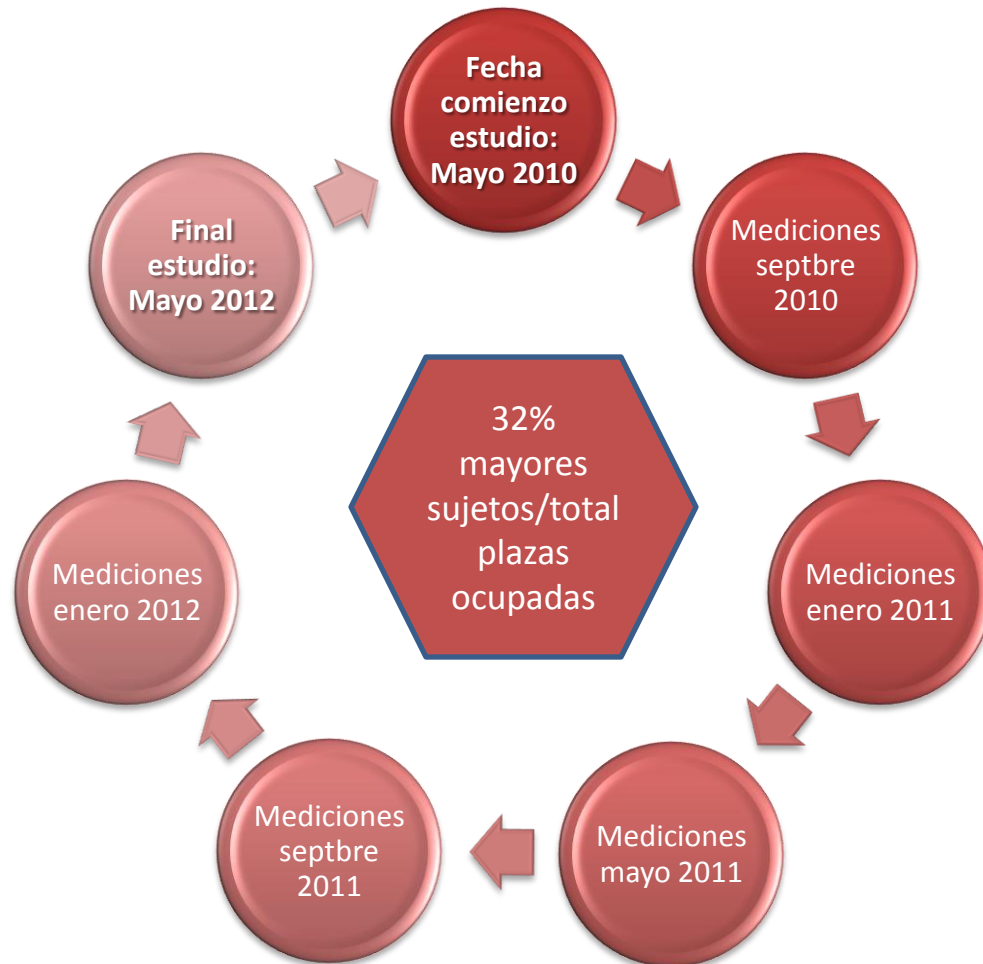 Fecha
comienzo
estudio:
Mayo 2010
Mediciones
septbre
2010
Mediciones
enero 2011
Mediciones
mayo 2011
Mediciones
septbre
2011
Mediciones
enero 2012
Final
estudio:
Mayo 2012
32%
mayores
sujetos/total
plazas
ocupadas